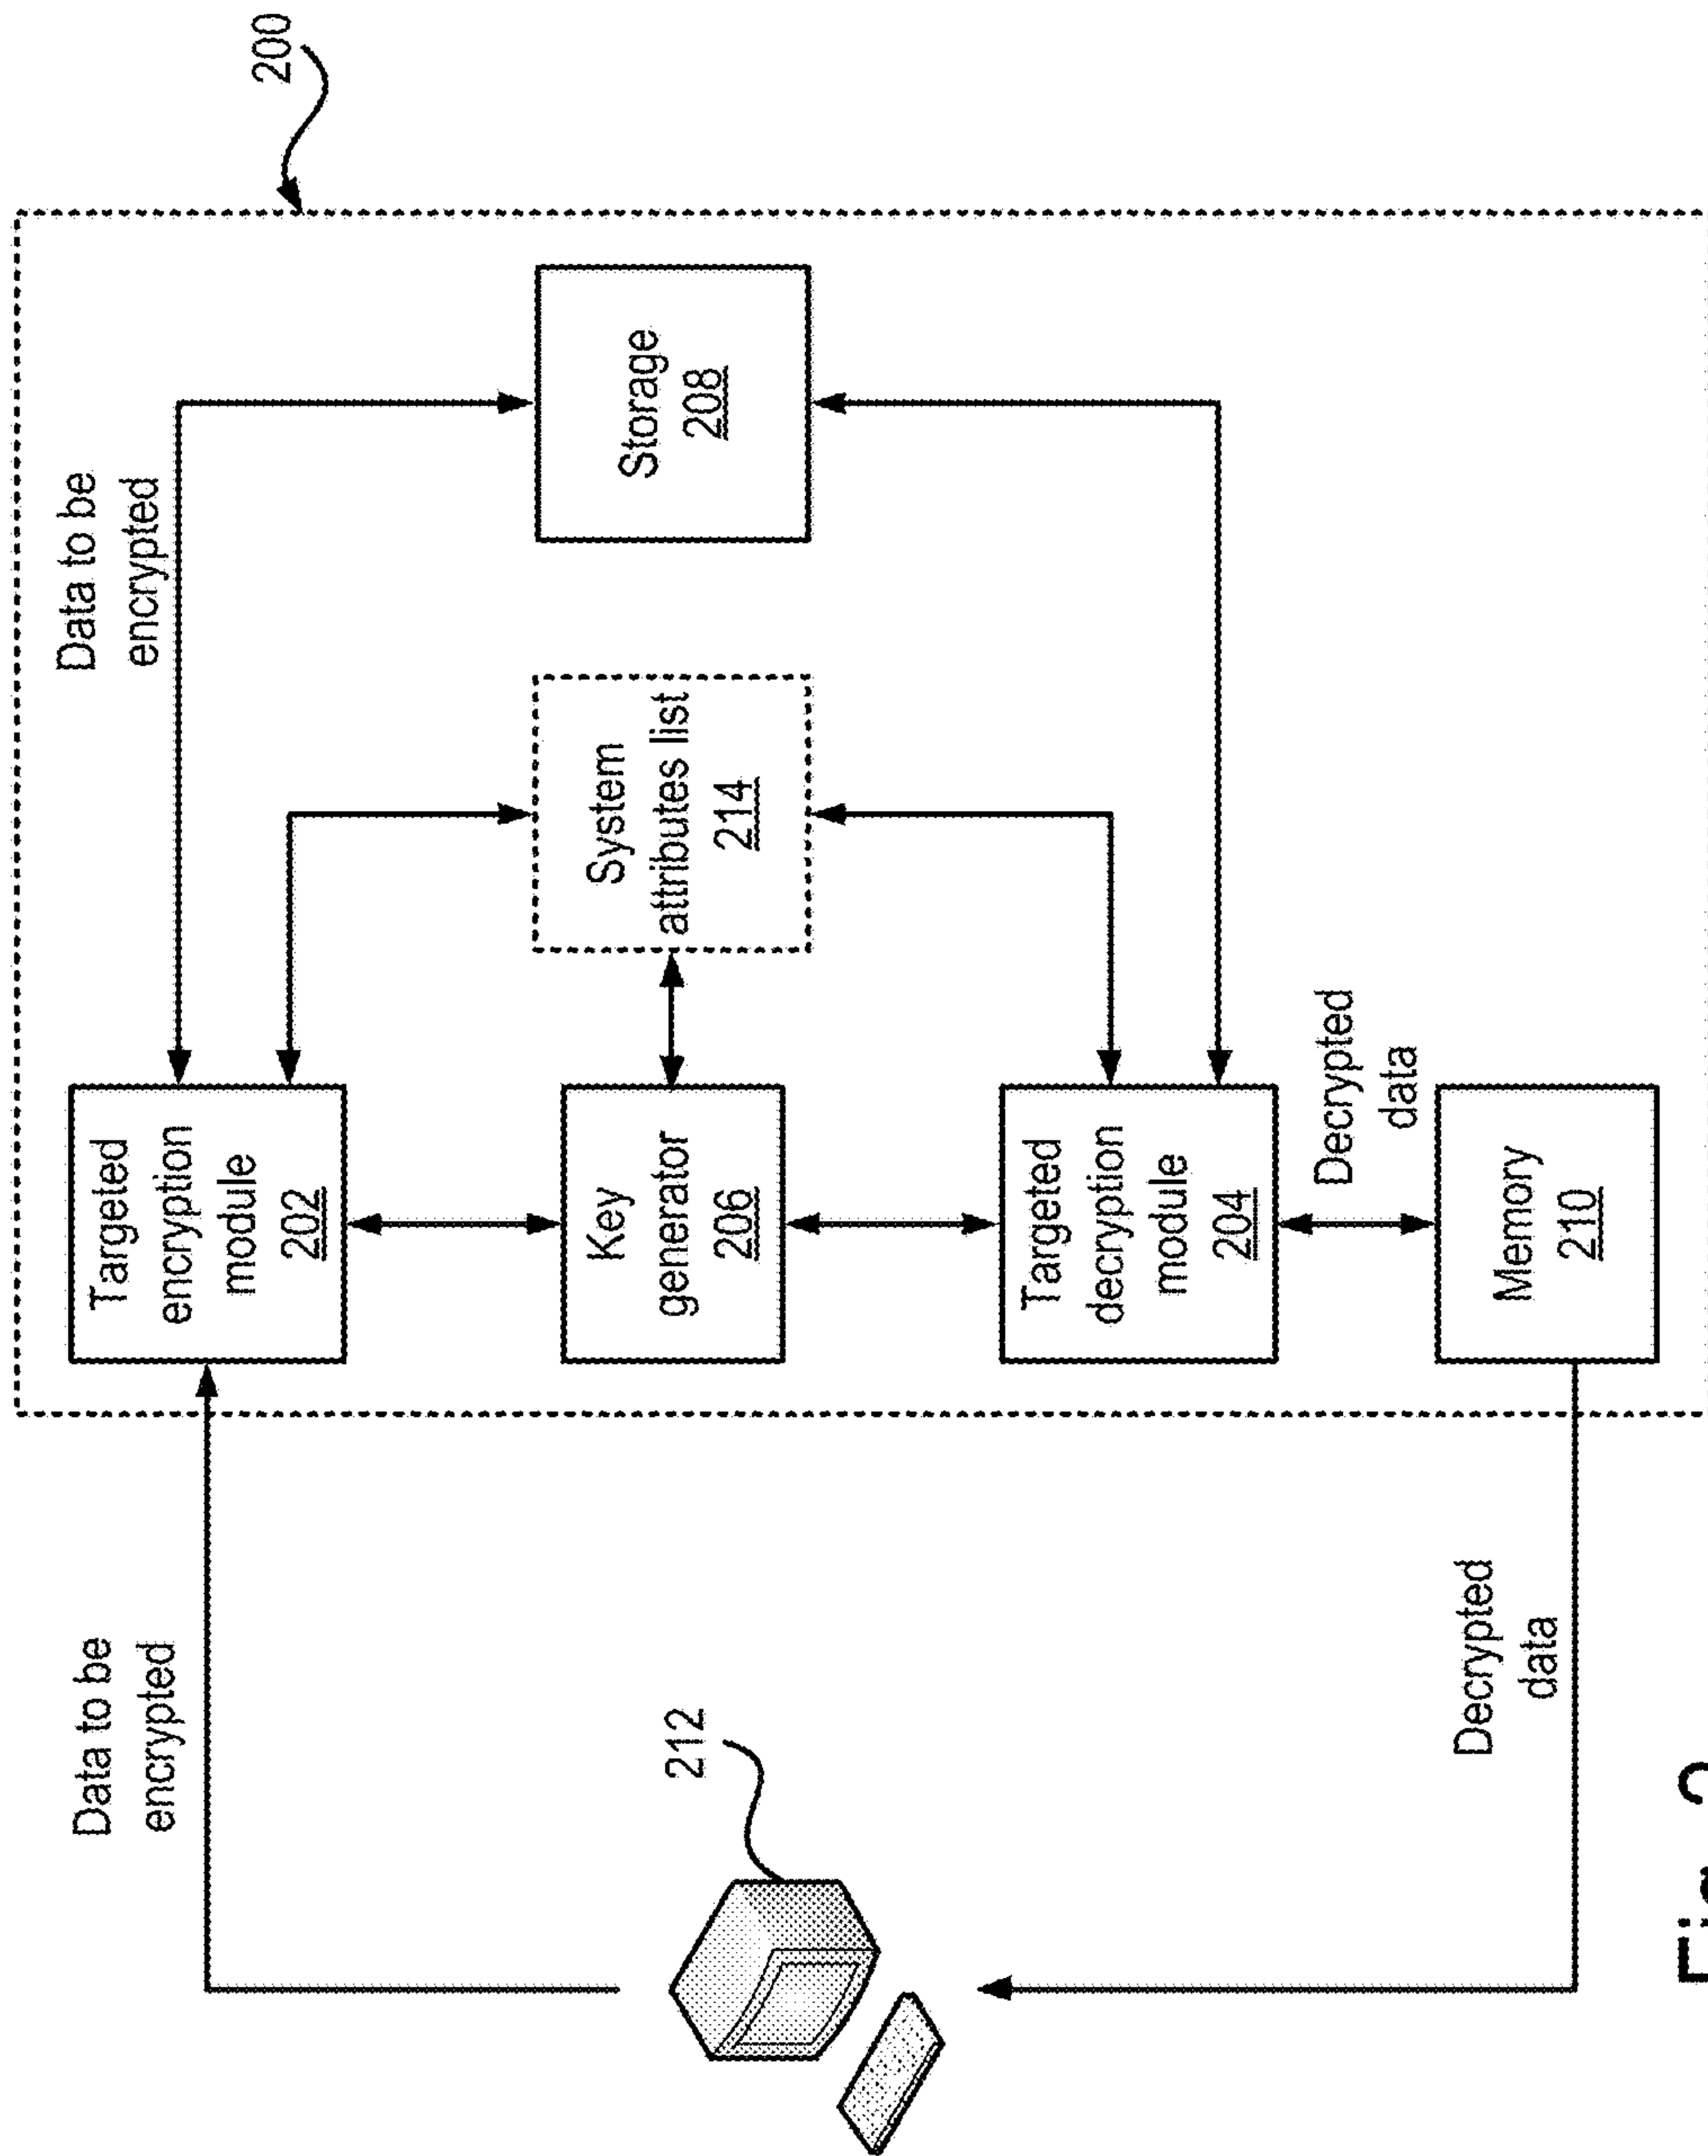 200
Data to be
encrypted
Data to be
encrypted
Targeted
encryption
module
202
System
attributes list
214
Storage
208
Key
generator
206
212
Targeted
decryption
module
204
Decrypted
data
Memory
210
Decrypted
data